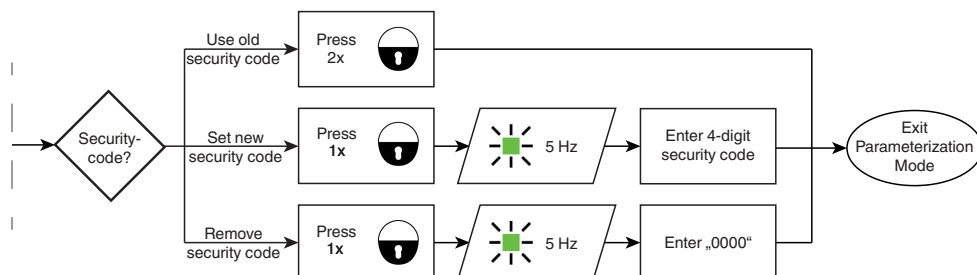 Use old
security code
Press
2x
Security-
code?
Set new
security code
Press
1x
5 Hz
Enter 4-digit
security code
Exit
Parameterization
Mode
Remove
security code
Press
1x
5 Hz
Enter „0000“